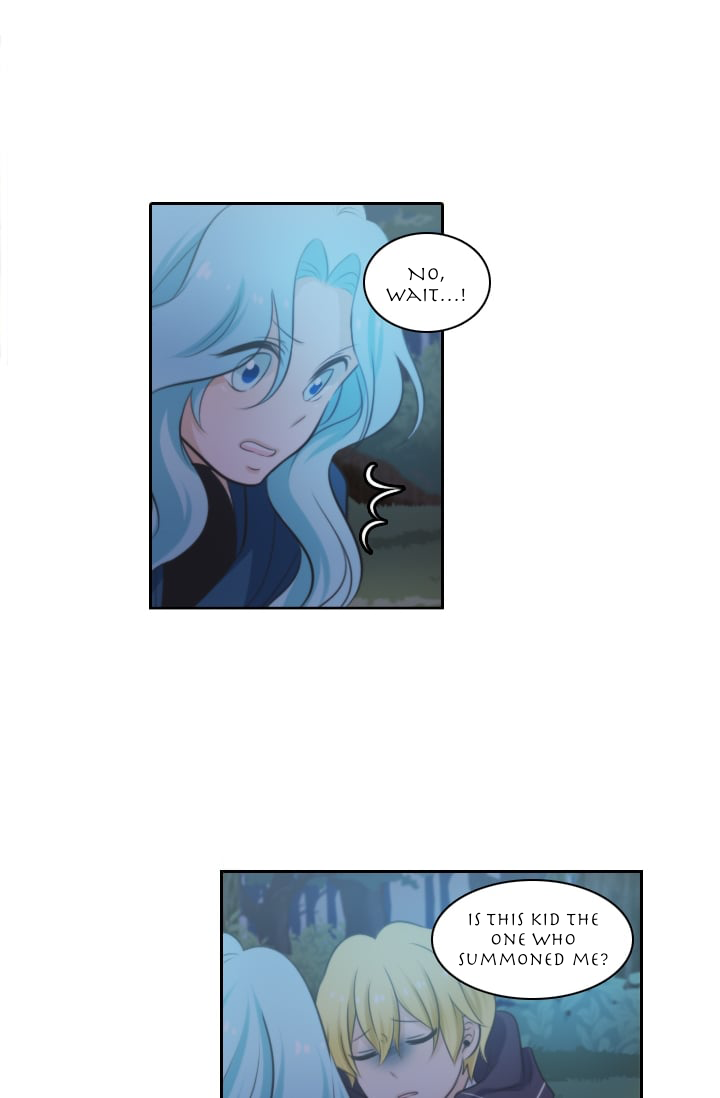 No,
wait...!
Is this kid the
one who
summoned me?